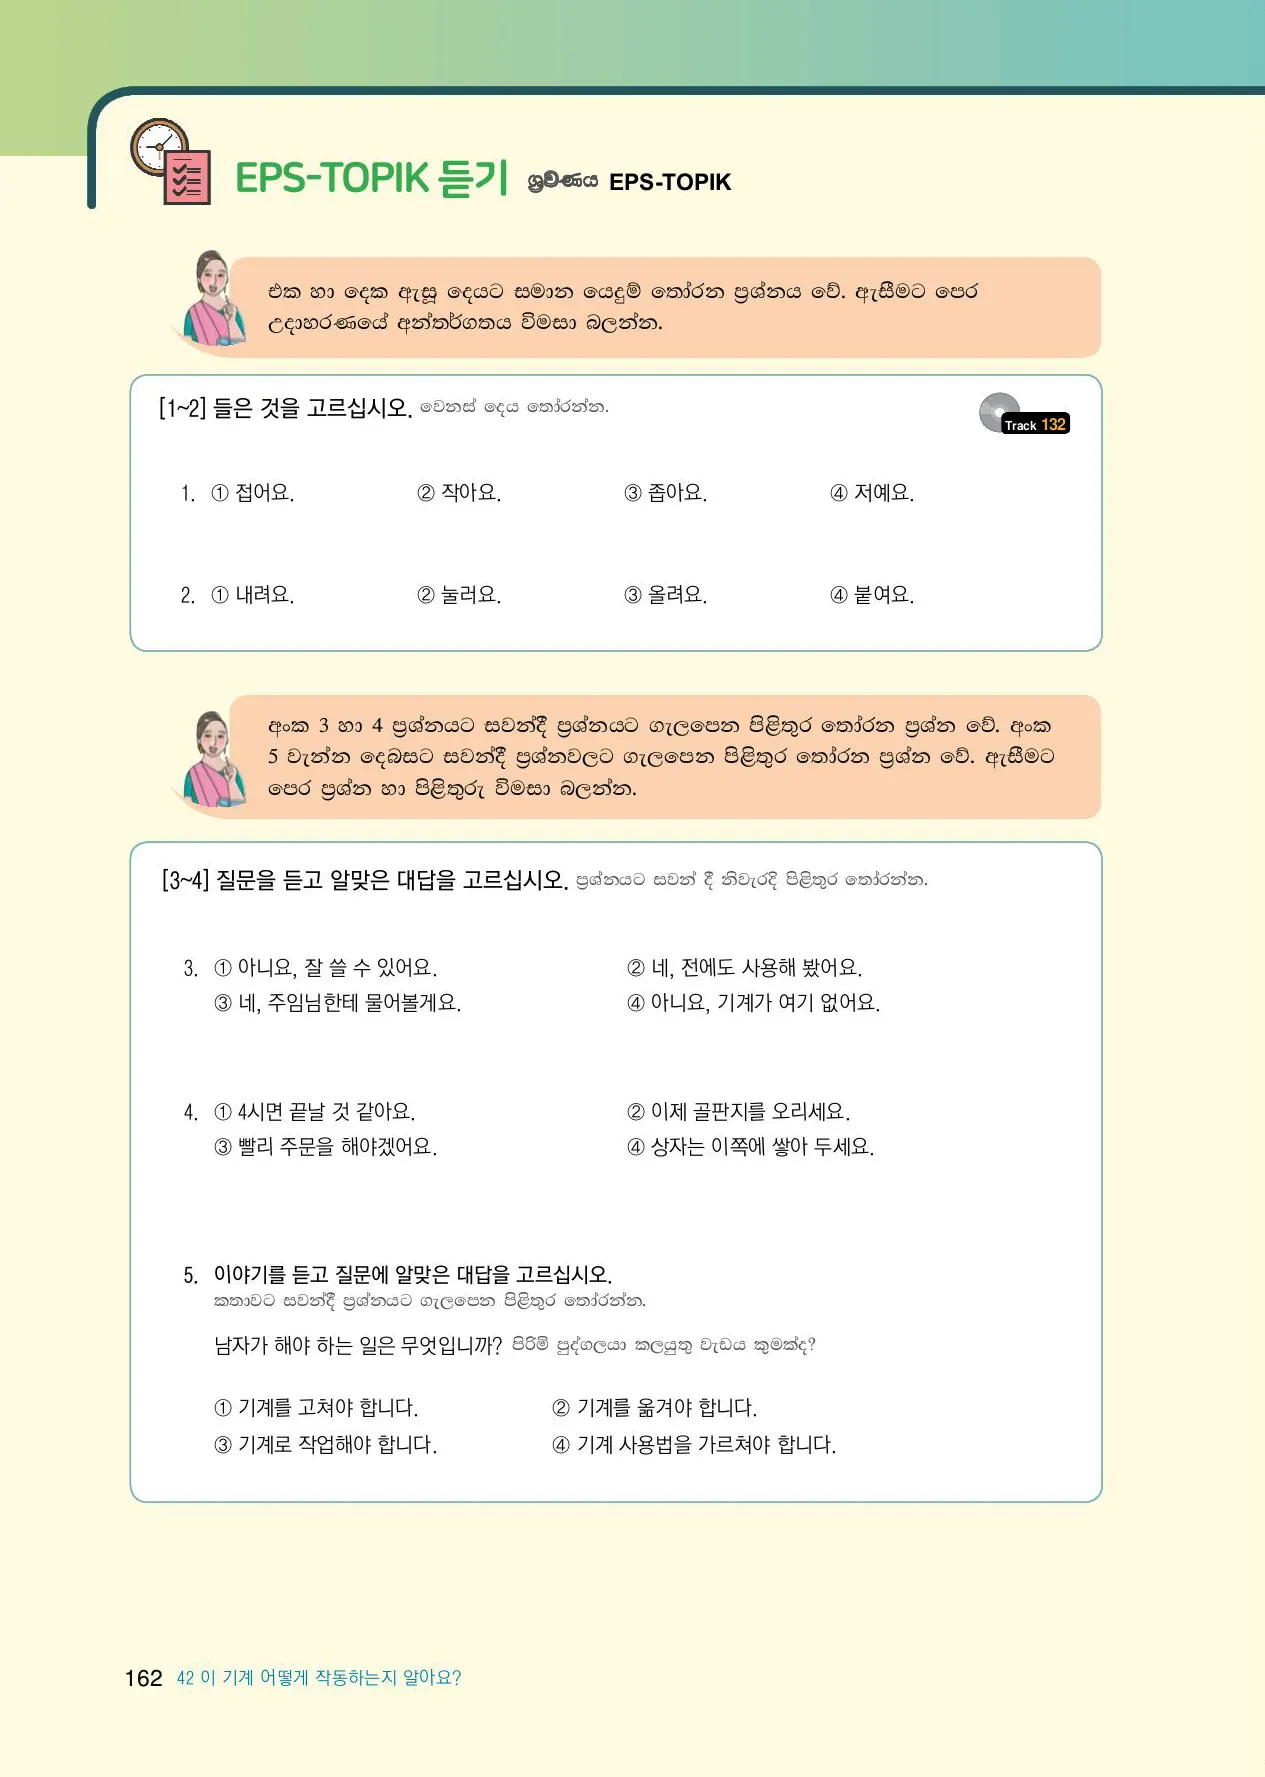 EPS-TOPIK 듣기 ශ්‍රවණය EPS-TOPIK
එක හා දෙක ඇසූ දෙයට සමාන යෙදුම් තෝරන ප්‍රශ්නය වේ. ඇසීමට පෙර
උදාහරණයේ අන්තර්ගතය විමසා බලන්න.
[1~2] 들은 것을 고르십시오. වෙනස් දෙය තෝරන්න.
Track 132
1. ① 접어요. ② 작아요. ③ 좁아요. ④ 저예요.
2. ① 내려요. ② 눌러요. ③ 올려요. ④ 붙여요.
අංක 3 හා 4 ප්‍රශ්නයට සවන්දී ප්‍රශ්නයට ගැලපෙන පිළිතුර තෝරන ප්‍රශ්න වේ. අංක
5 වැන්න දෙබසට සවන්දී ප්‍රශ්නවලට ගැලපෙන පිළිතුර තෝරන ප්‍රශ්න වේ. ඇසීමට
පෙර ප්‍රශ්න හා පිළිතුරු විමසා බලන්න.
[3~4] 질문을 듣고 알맞은 대답을 고르십시오. ප්‍රශ්නයට සවන් දී නිවැරදි පිළිතුර තෝරන්න.
3. ① 아니요, 잘 쓸 수 있어요. ② 네, 전에도 사용해 봤어요.
③ 네, 주임님한테 물어볼게요. ④ 아니요, 기계가 여기 없어요.
4. ① 4시면 끝날 것 같아요. ② 이제 골판지를 오리세요.
③ 빨리 주문을 해야겠어요. ④ 상자는 이쪽에 쌓아 두세요.
5. 이야기를 듣고 질문에 알맞은 대답을 고르십시오.
කතාවට සවන්දී ප්‍රශ්නයට ගැලපෙන පිළිතුර තෝරන්න.
남자가 해야 하는 일은 무엇입니까? පිරිමි පුද්ගලයා කලයුතු වැඩය කුමක්ද?
① 기계를 고쳐야 합니다. ② 기계를 옮겨야 합니다.
③ 기계로 작업해야 합니다. ④ 기계 사용법을 가르쳐야 합니다.
162 42 이 기계 어떻게 작동하는지 알아요?